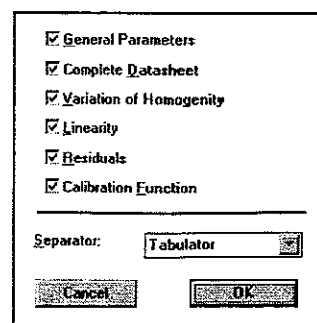 General Parameters
Complete Datasheet
Variation of Homogenity
Linearity
Residuals
Calibration Function
Separator: Tabulator
Cancel OK